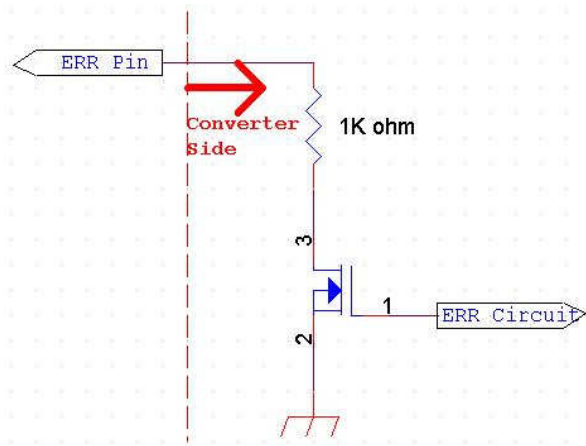 ERR Pin
Converter
Side
1K ohm
3
1
ERR Circuit
2